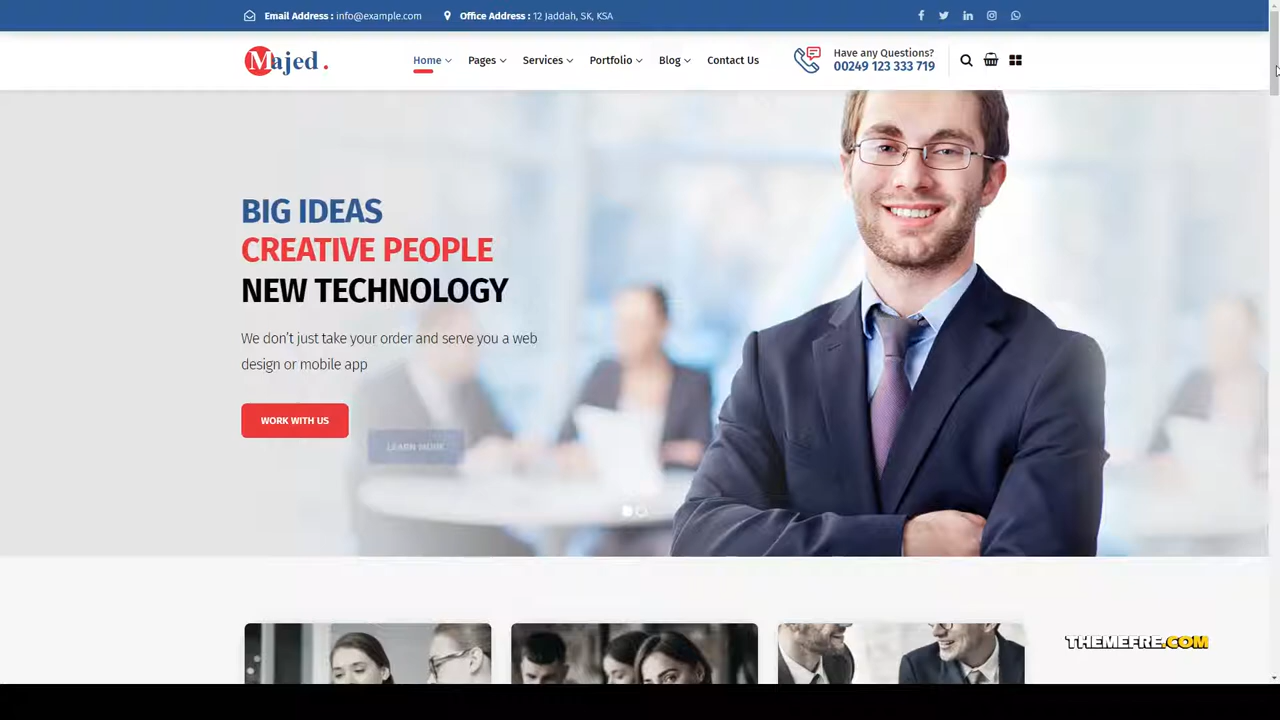 Email Address : info@example.com
Office Address : 12 Jaddah, SK, KSA
Majed .
Home
Pages
Services
Portfolio
Blog
Contact Us
Have any Questions?
00249 123 333 719
BIG IDEAS
CREATIVE PEOPLE
NEW TECHNOLOGY
We don't just take your order and serve you a web
design or mobile app
WORK WITH US
LEARN MORE
THEMEFRE.COM